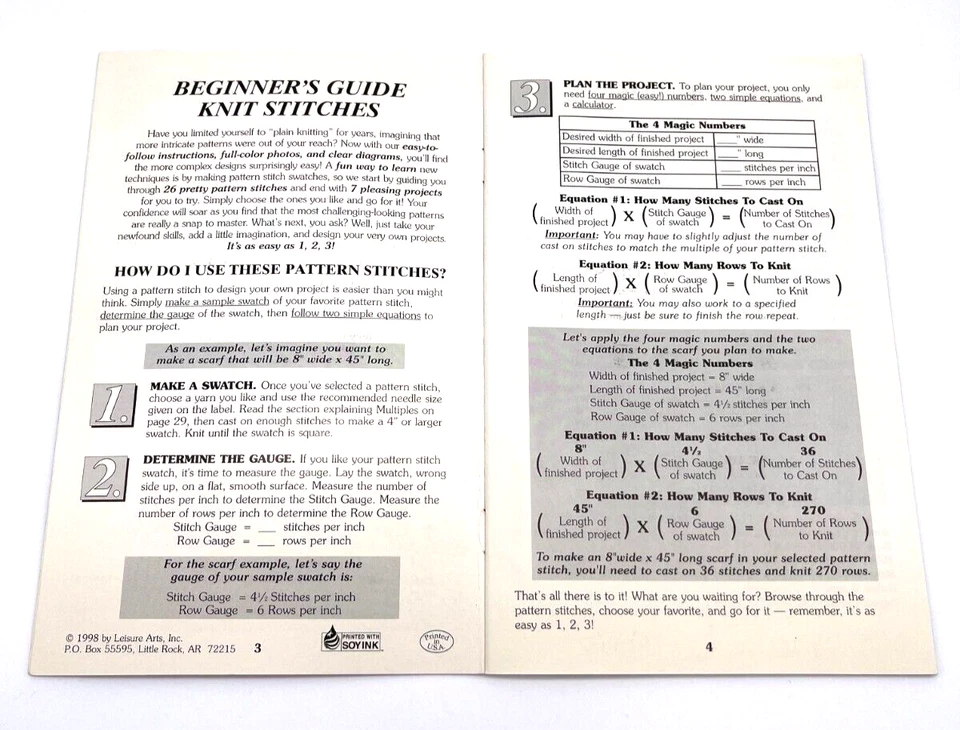 BEGINNER'S GUIDE
KNIT STITCHES
Have you limited yourself to "plain knitting" for years, imagining that
more intricate patterns were out of your reach? Now with our easy-to-
follow instructions, full-color photos, and clear diagrams, you'll find
the more complex designs surprisingly easy! A fun way to learn new
techniques is by making pattern stitch swatches, so we start by guiding you
through 26 pretty pattern stitches and end with 7 pleasing projects
for you to try. Simply choose the ones you like and go for it! Your
confidence will soar as you find that the most challenging-looking patterns
are really a snap to master. What's next, you ask? Well, just take your
newfound skills, add a little imagination, and design your very own projects.
It's as easy as 1, 2, 3!
HOW DO I USE THESE PATTERN STITCHES?
Using a pattern stitch to design your own project is easier than you might
think. Simply make a sample swatch of your favorite pattern stitch,
determine the gauge of the swatch, then follow two simple equations to
plan your project.
As an example, let's imagine you want to
make a scarf that will be 8" wide x 45" long.
1.
MAKE A SWATCH. Once you've selected a pattern stitch,
choose a yarn you like and use the recommended needle size
given on the label. Read the section explaining Multiples on
page 29, then cast on enough stitches to make a 4" or larger
swatch. Knit until the swatch is square.
2.
DETERMINE THE GAUGE. If you like your pattern stitch
swatch, it's time to measure the gauge. Lay the swatch, wrong
side up, on a flat, smooth surface. Measure the number of
stitches per inch to determine the Stitch Gauge. Measure the
number of rows per inch to determine the Row Gauge.
Stitch Gauge = ___ stitches per inch
Row Gauge = ___ rows per inch
For the scarf example, let's say the
gauge of your sample swatch is:
Stitch Gauge = 4½ Stitches per inch
Row Gauge = 6 Rows per inch
© 1998 by Leisure Arts, Inc.
P.O. Box 55595, Little Rock, AR 72215 3
PRINTED WITH
SOY INK
Printed
in
U.S.A.
3.
PLAN THE PROJECT. To plan your project, you only
need four magic (easy!) numbers, two simple equations, and
a calculator.
The 4 Magic Numbers
Desired width of finished project ____" wide
Desired length of finished project ____" long
Stitch Gauge of swatch ____ stitches per inch
Row Gauge of swatch ____ rows per inch
Equation #1: How Many Stitches To Cast On
(Width of finished project) X (Stitch Gauge of swatch) = (Number of Stitches to Cast On)
Important: You may have to slightly adjust the number of
cast on stitches to match the multiple of your pattern stitch.
Equation #2: How Many Rows To Knit
(Length of finished project) X (Row Gauge of swatch) = (Number of Rows to Knit)
Important: You may also work to a specified
length — just be sure to finish the row repeat.
Let's apply the four magic numbers and the two
equations to the scarf you plan to make.
The 4 Magic Numbers
Width of finished project = 8" wide
Length of finished project = 45" long
Stitch Gauge of swatch = 4½ stitches per inch
Row Gauge of swatch = 6 rows per inch
Equation #1: How Many Stitches To Cast On
8" 4½ 36
(Width of finished project) X (Stitch Gauge of swatch) = (Number of Stitches to Cast On)
Equation #2: How Many Rows To Knit
45" 6 270
(Length of finished project) X (Row Gauge of swatch) = (Number of Rows to Knit)
To make an 8"wide x 45" long scarf in your selected pattern
stitch, you'll need to cast on 36 stitches and knit 270 rows.
That's all there is to it! What are you waiting for? Browse through the
pattern stitches, choose your favorite, and go for it — remember, it's as
easy as 1, 2, 3!
4